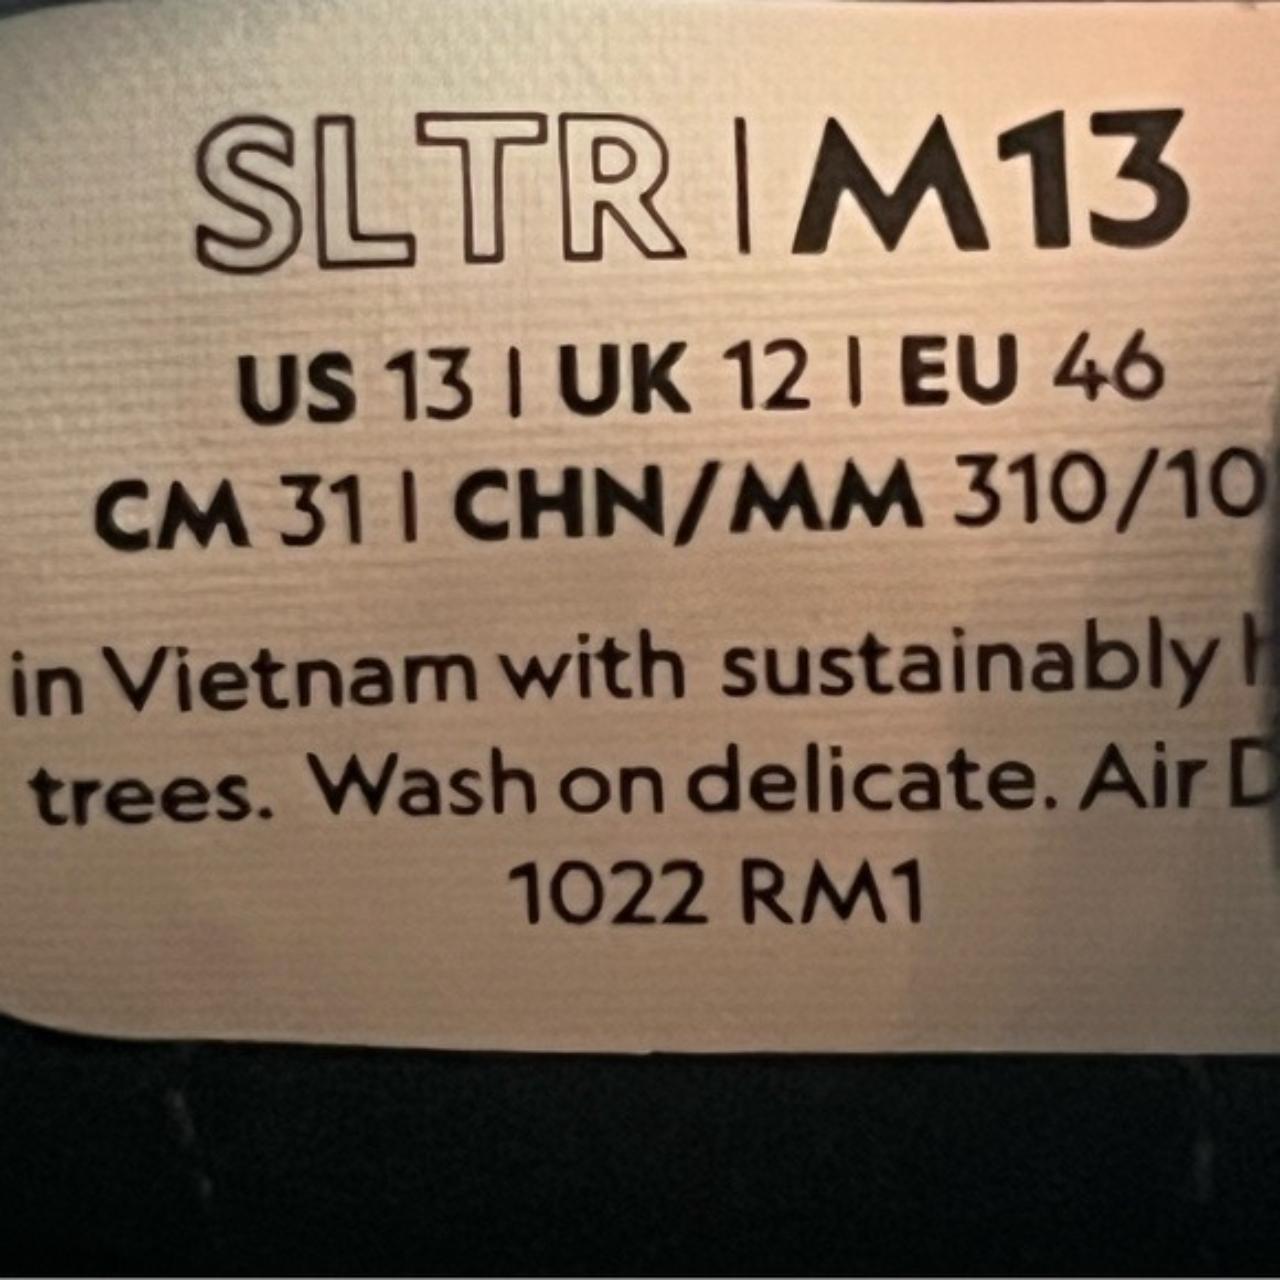 SLTR | M13
US 13 | UK 12 | EU 46
CM 31 | CHN/MM 310/10
in Vietnam with sustainably
trees. Wash on delicate. Air
1022 RM1